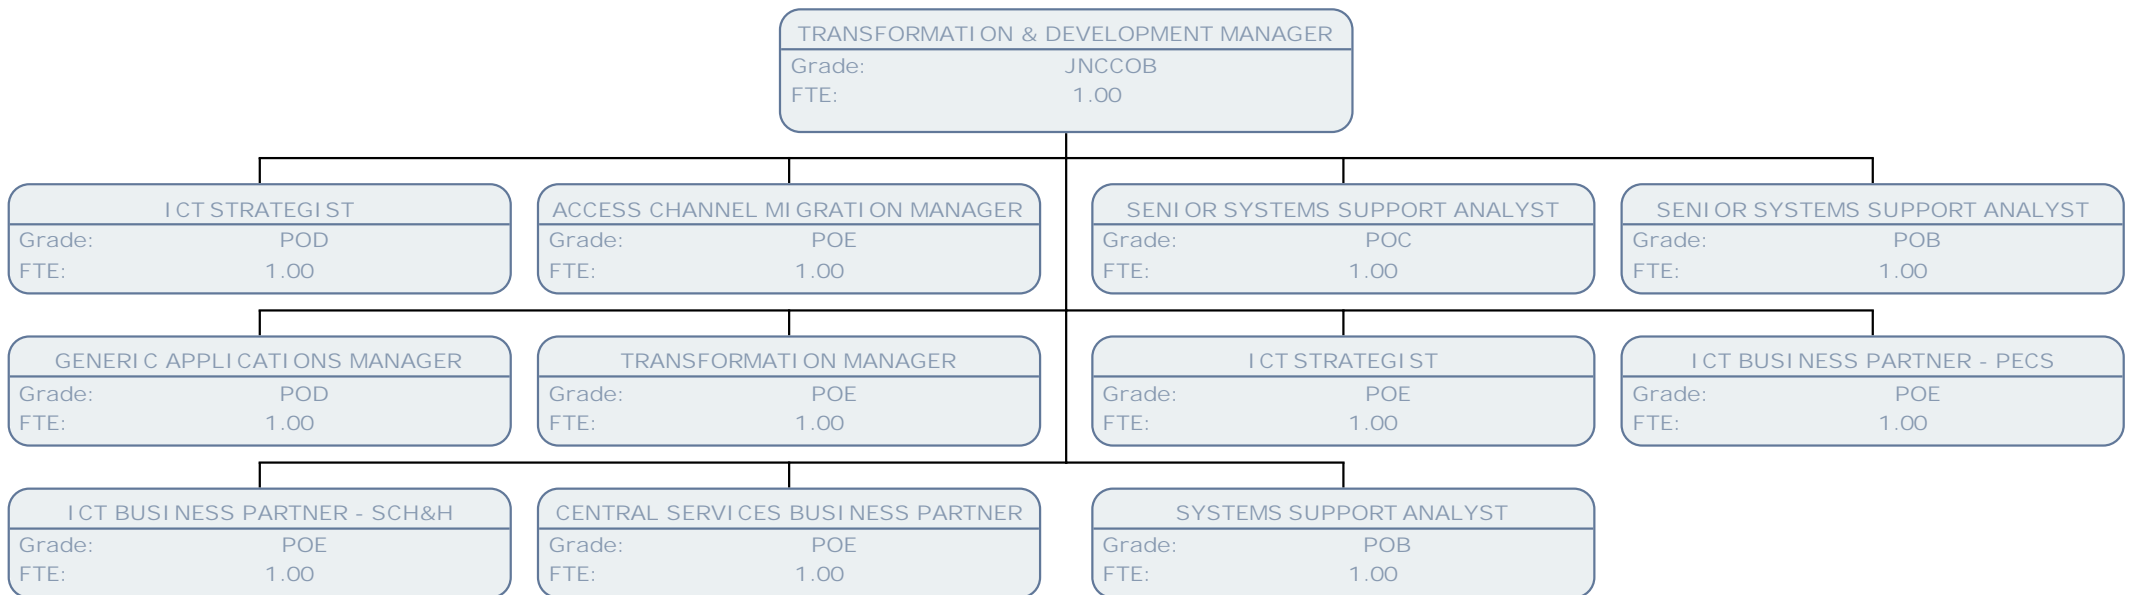 TRANSFORMATION & DEVELOPMENT MANAGER
Grade: JNCCOB
FTE: 1.00
ICT STRATEGIST
Grade: POD
FTE: 1.00
ACCESS CHANNEL MIGRATION MANAGER
Grade: POE
FTE: 1.00
SENIOR SYSTEMS SUPPORT ANALYST
Grade: POC
FTE: 1.00
SENIOR SYSTEMS SUPPORT ANALYST
Grade: POB
FTE: 1.00
GENERIC APPLICATIONS MANAGER
Grade: POD
FTE: 1.00
TRANSFORMATION MANAGER
Grade: POE
FTE: 1.00
ICT STRATEGIST
Grade: POE
FTE: 1.00
ICT BUSINESS PARTNER - PECS
Grade: POE
FTE: 1.00
ICT BUSINESS PARTNER - SCH&H
Grade: POE
FTE: 1.00
CENTRAL SERVICES BUSINESS PARTNER
Grade: POE
FTE: 1.00
SYSTEMS SUPPORT ANALYST
Grade: POB
FTE: 1.00